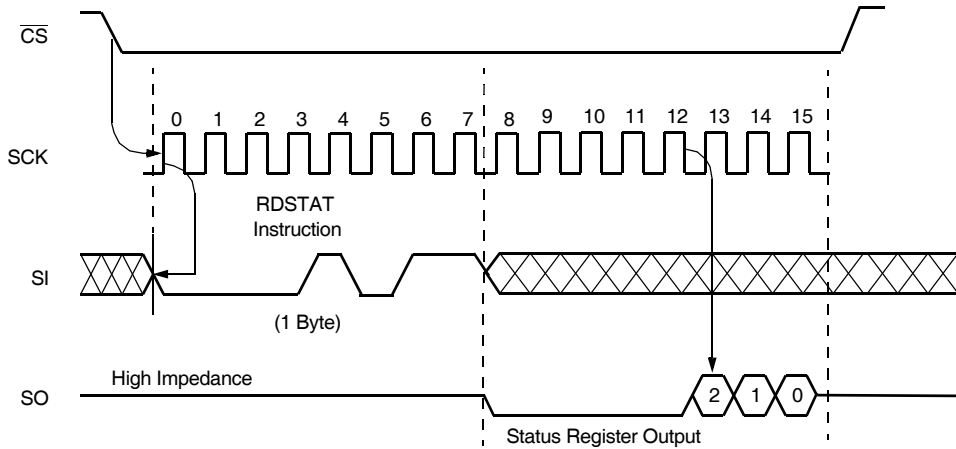 CS
0 1 2 3 4 5 6 7 8 9 10 11 12 13 14 15
SCK
RDSTAT
Instruction
SI
(1 Byte)
High Impedance
SO
2 1 0
Status Register Output